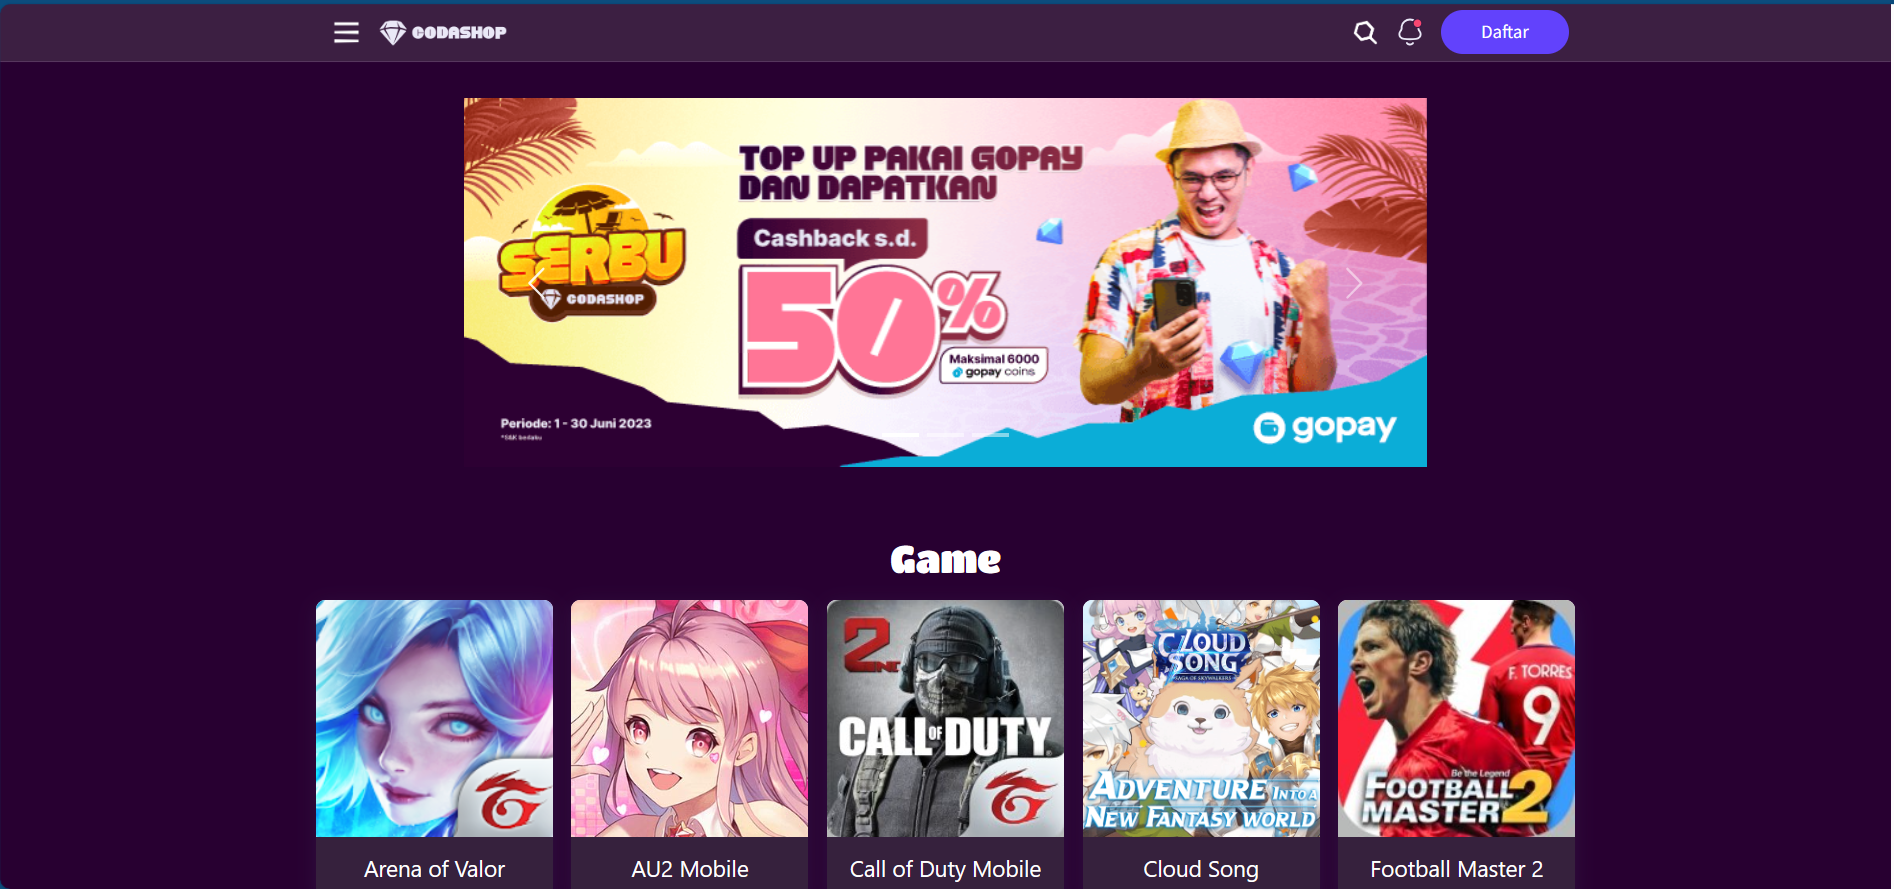 CODASHOP
Daftar
TOP UP PAKAI GOPAY
DAN DAPATKAN
Cashback s.d.
50%
SERBU
CODASHOP
Maksimal 6000
gopay coins
Periode: 1 - 30 Juni 2023
*S&K berlaku
gopay
Game
CLOUD
SONG
SAGA OF SKYWALKERS
F. TORRES
9
CALL OF DUTY
Be the Legend
FOOTBALL
MASTER 2
ADVENTURE INTO A
NEW FANTASY WORLD
Arena of Valor
AU2 Mobile
Call of Duty Mobile
Cloud Song
Football Master 2